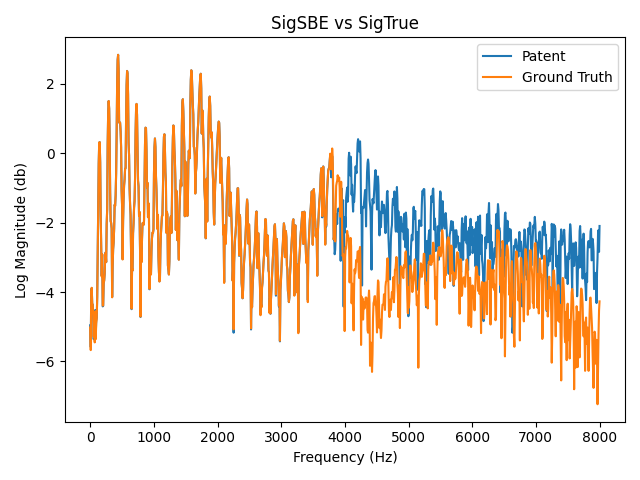 SigSBE vs SigTrue
Patent
Ground Truth
Log Magnitude (db)
2
0
−2
−4
−6
0 1000 2000 3000 4000 5000 6000 7000 8000
Frequency (Hz)